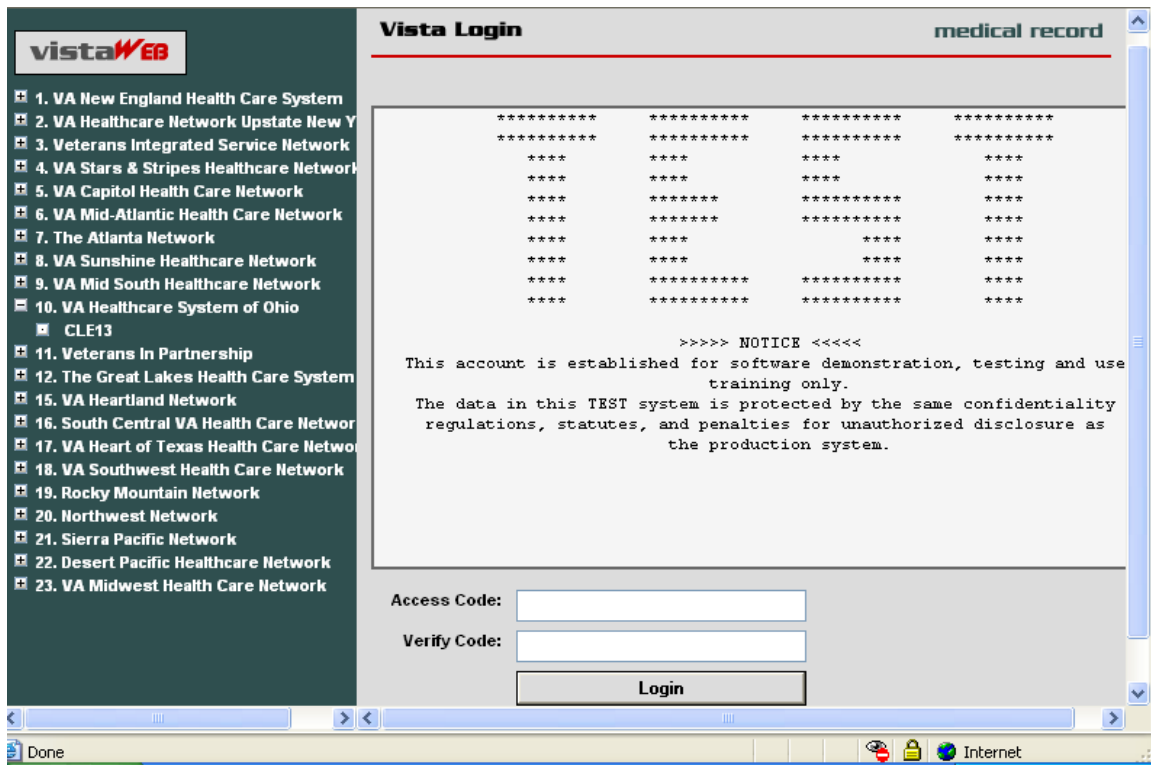 vistaWEB
1. VA New England Health Care System
2. VA Healthcare Network Upstate New Y
3. Veterans Integrated Service Network
4. VA Stars & Stripes Healthcare Network
5. VA Capitol Health Care Network
6. VA Mid-Atlantic Health Care Network
7. The Atlanta Network
8. VA Sunshine Healthcare Network
9. VA Mid South Healthcare Network
10. VA Healthcare System of Ohio
CLE13
11. Veterans In Partnership
12. The Great Lakes Health Care System
15. VA Heartland Network
16. South Central VA Health Care Networ
17. VA Heart of Texas Health Care Networ
18. VA Southwest Health Care Network
19. Rocky Mountain Network
20. Northwest Network
21. Sierra Pacific Network
22. Desert Pacific Healthcare Network
23. VA Midwest Health Care Network
Vista Login
medical record
********** ********** ********** **********
********** ********** ********** **********
**** **** **** ****
**** **** **** ****
**** ******* ********** ****
**** ******* ********** ****
**** **** **** ****
**** **** **** ****
**** ********** ********** ****
**** ********** ********** ****
>>>>> NOTICE <<<<<
This account is established for software demonstration, testing and use
training only.
The data in this TEST system is protected by the same confidentiality
regulations, statutes, and penalties for unauthorized disclosure as
the production system.
Access Code:
Verify Code:
Login
Done
Internet